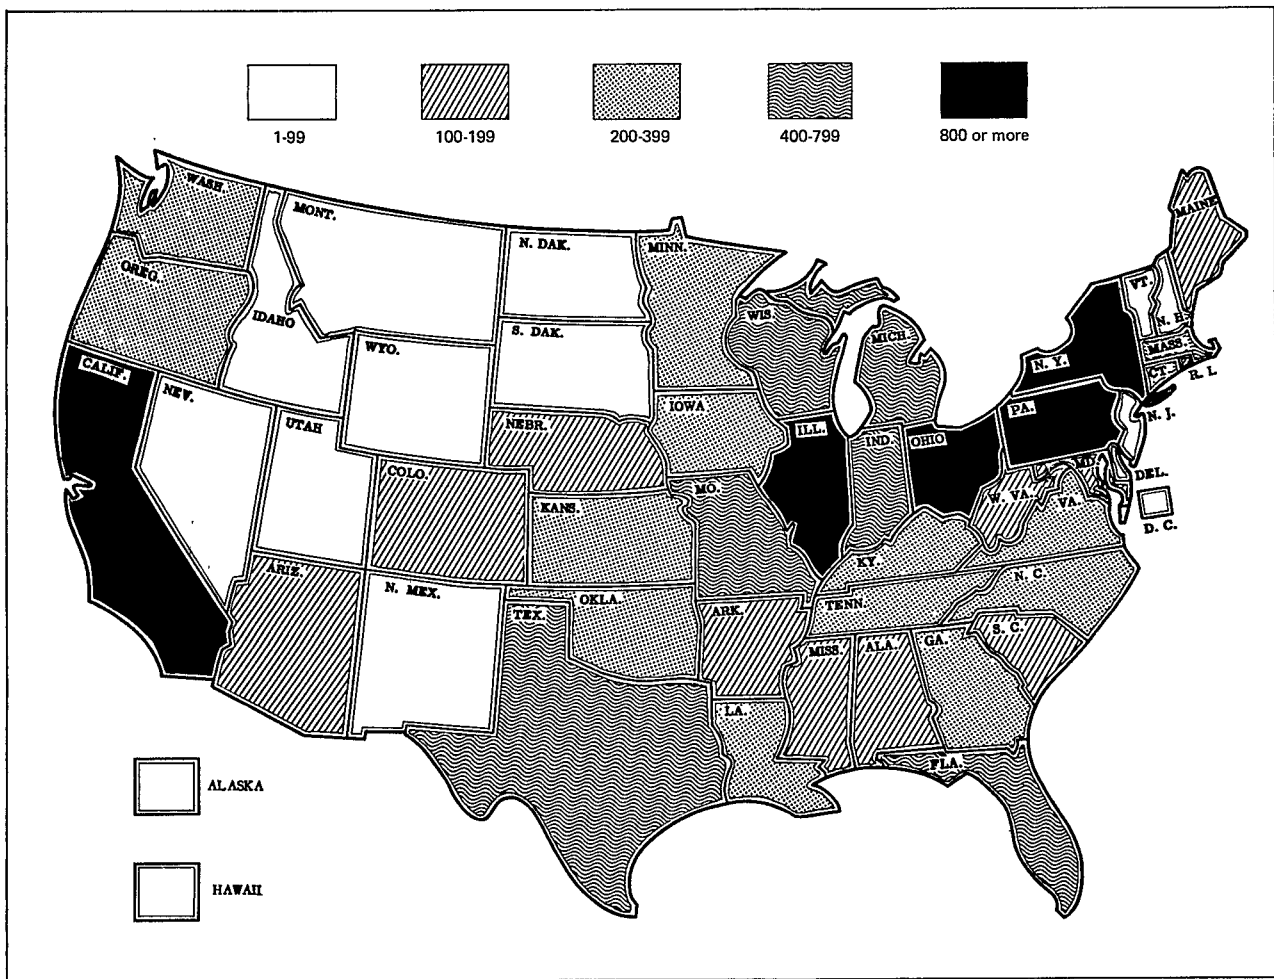 1-99
100-199
200-399
400-799
800 or more
WASH.
MONT.
N. DAK.
MINN.
MAINE
OREG.
IDAHO
S. DAK.
WIS.
MICH.
VT.
N. H.
MASS.
CT.
R. I.
N. Y.
CALIF.
NEV.
WYO.
UTAH
NEBR.
IOWA
ILL.
IND.
OHIO
PA.
N. J.
COLO.
KANS.
MO.
W. VA.
MD.
DEL.
VA.
D. C.
KY.
ARIZ.
N. MEX.
TEX.
OKLA.
ARK.
TENN.
N. C.
S. C.
MISS.
ALA.
GA.
LA.
FLA.
ALASKA
HAWAII